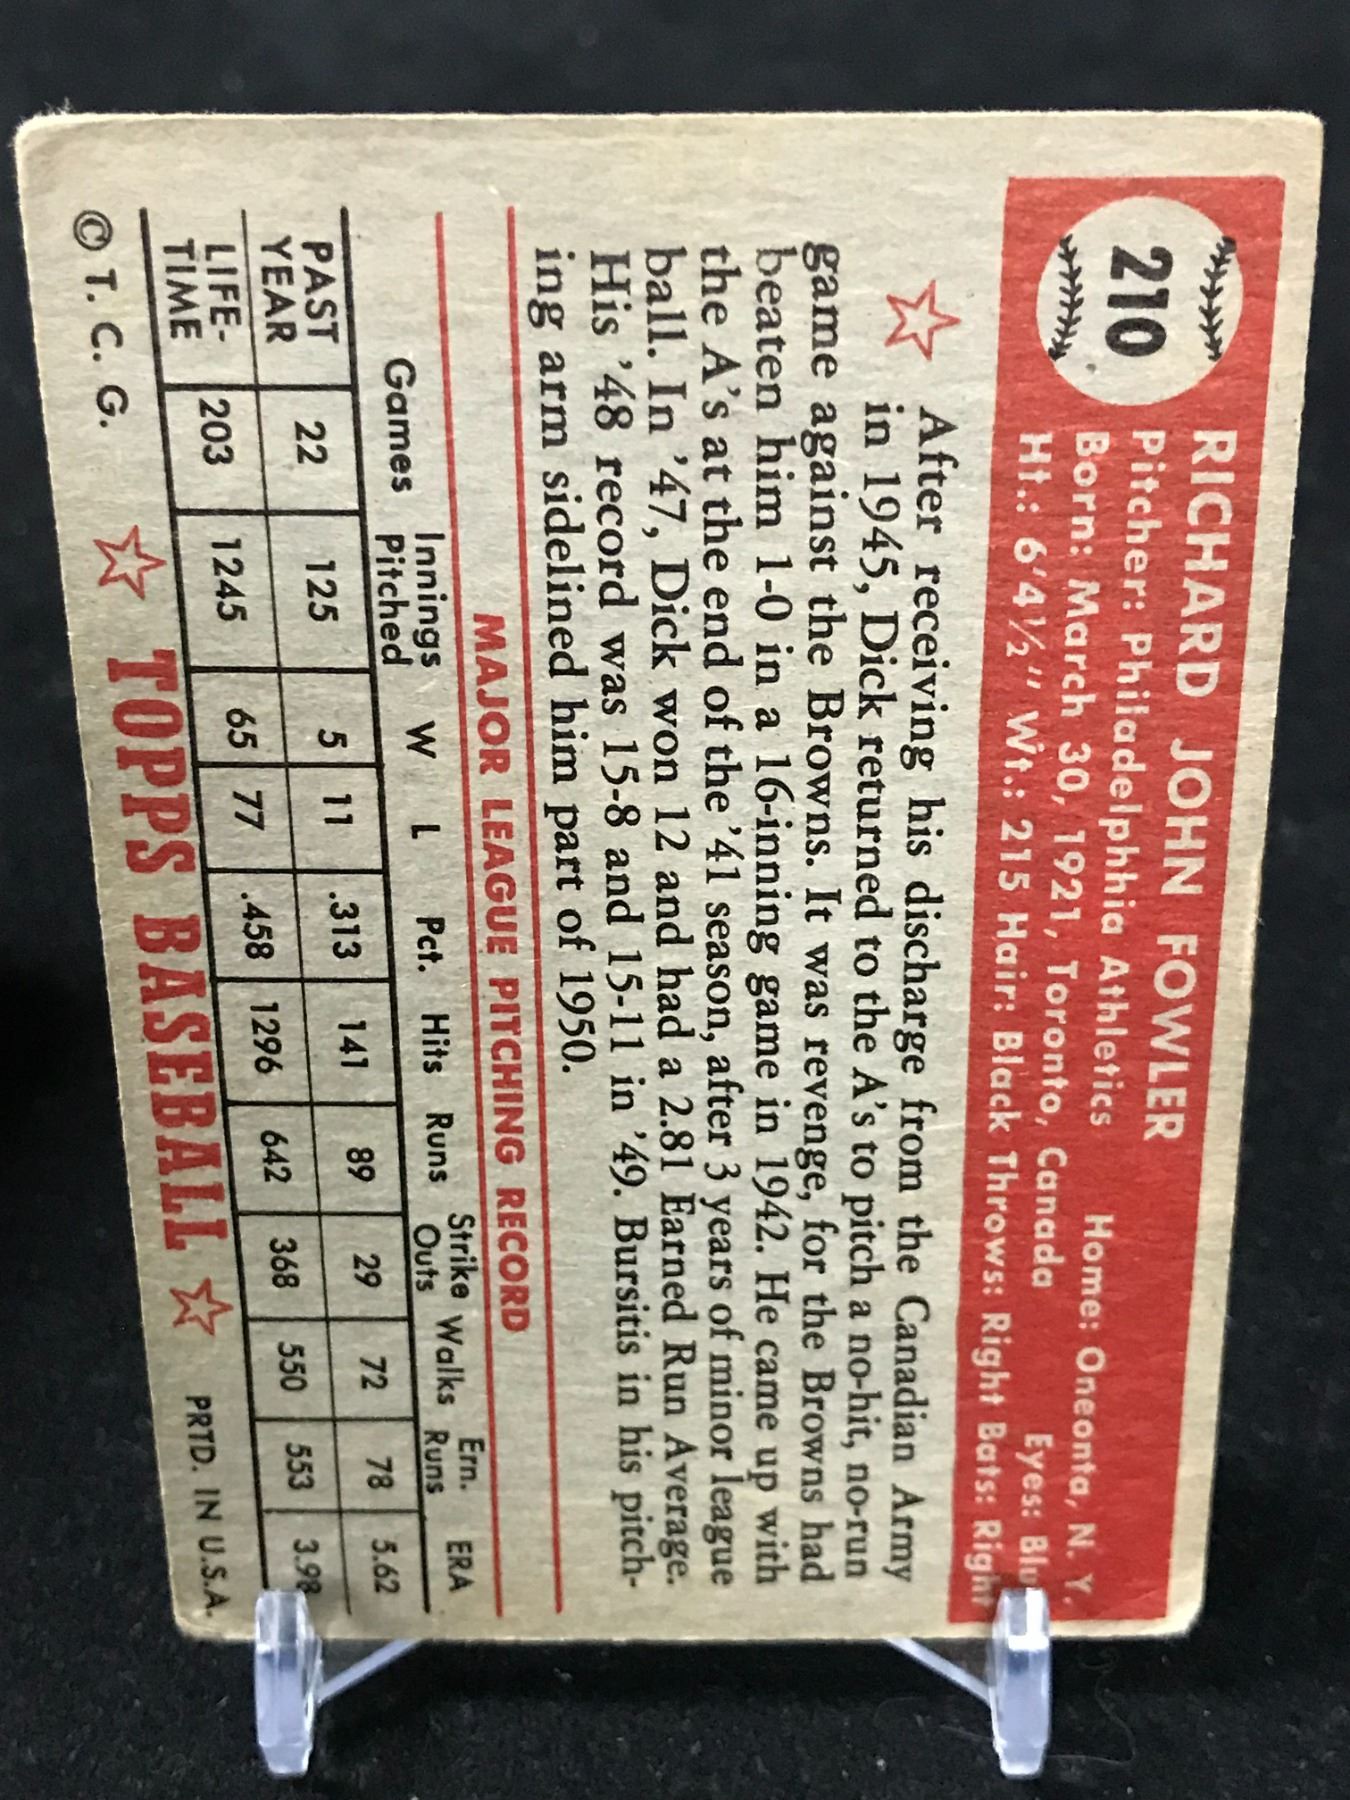 210
RICHARD JOHN FOWLER
Pitcher: Philadelphhia Athletics Home: Oneonta, N. Y.
Born: March 30, 1921, Toronto, Canada Eyes: Blu
Ht.: 6'4½" Wt.: 215 Hair: Black Throws: Right Bats: Right
After receiving his discharge from the Canadian Army
in 1945, Dick returned to the A's to pitch a no-hit, no-run
game against the Browns. It was revenge, for the Browns had
beaten him 1-0 in a 16-inning game in 1942. He came up with
the A's at the end of the '41 season, after 3 years of minor league
ball. In '47, Dick won 12 and had a 2.81 Earned Run Average.
His '48 record was 15-8 and 15-11 in '49. Bursitis in his pitch-
ing arm sidelined him part of 1950.
MAJOR LEAGUE PITCHING RECORD
Games Innings Pitched W L Pct. Hits Runs Strike Outs Walks Ern. Runs ERA
PAST YEAR 22 125 5 11 .313 141 89 29 72 78 5.62
LIFE-TIME 203 1245 65 77 .458 1296 642 368 550 553 3.98
© T. C. G. TOPPS BASEBALL PRTD. IN U.S.A.